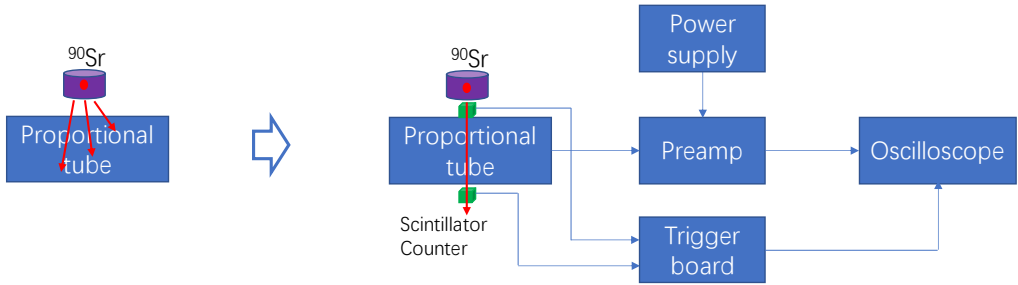 ⁹⁰Sr
Proportional
tube
⁹⁰Sr
Proportional
tube
Scintillator
Counter
Power
supply
Preamp
Oscilloscope
Trigger
board